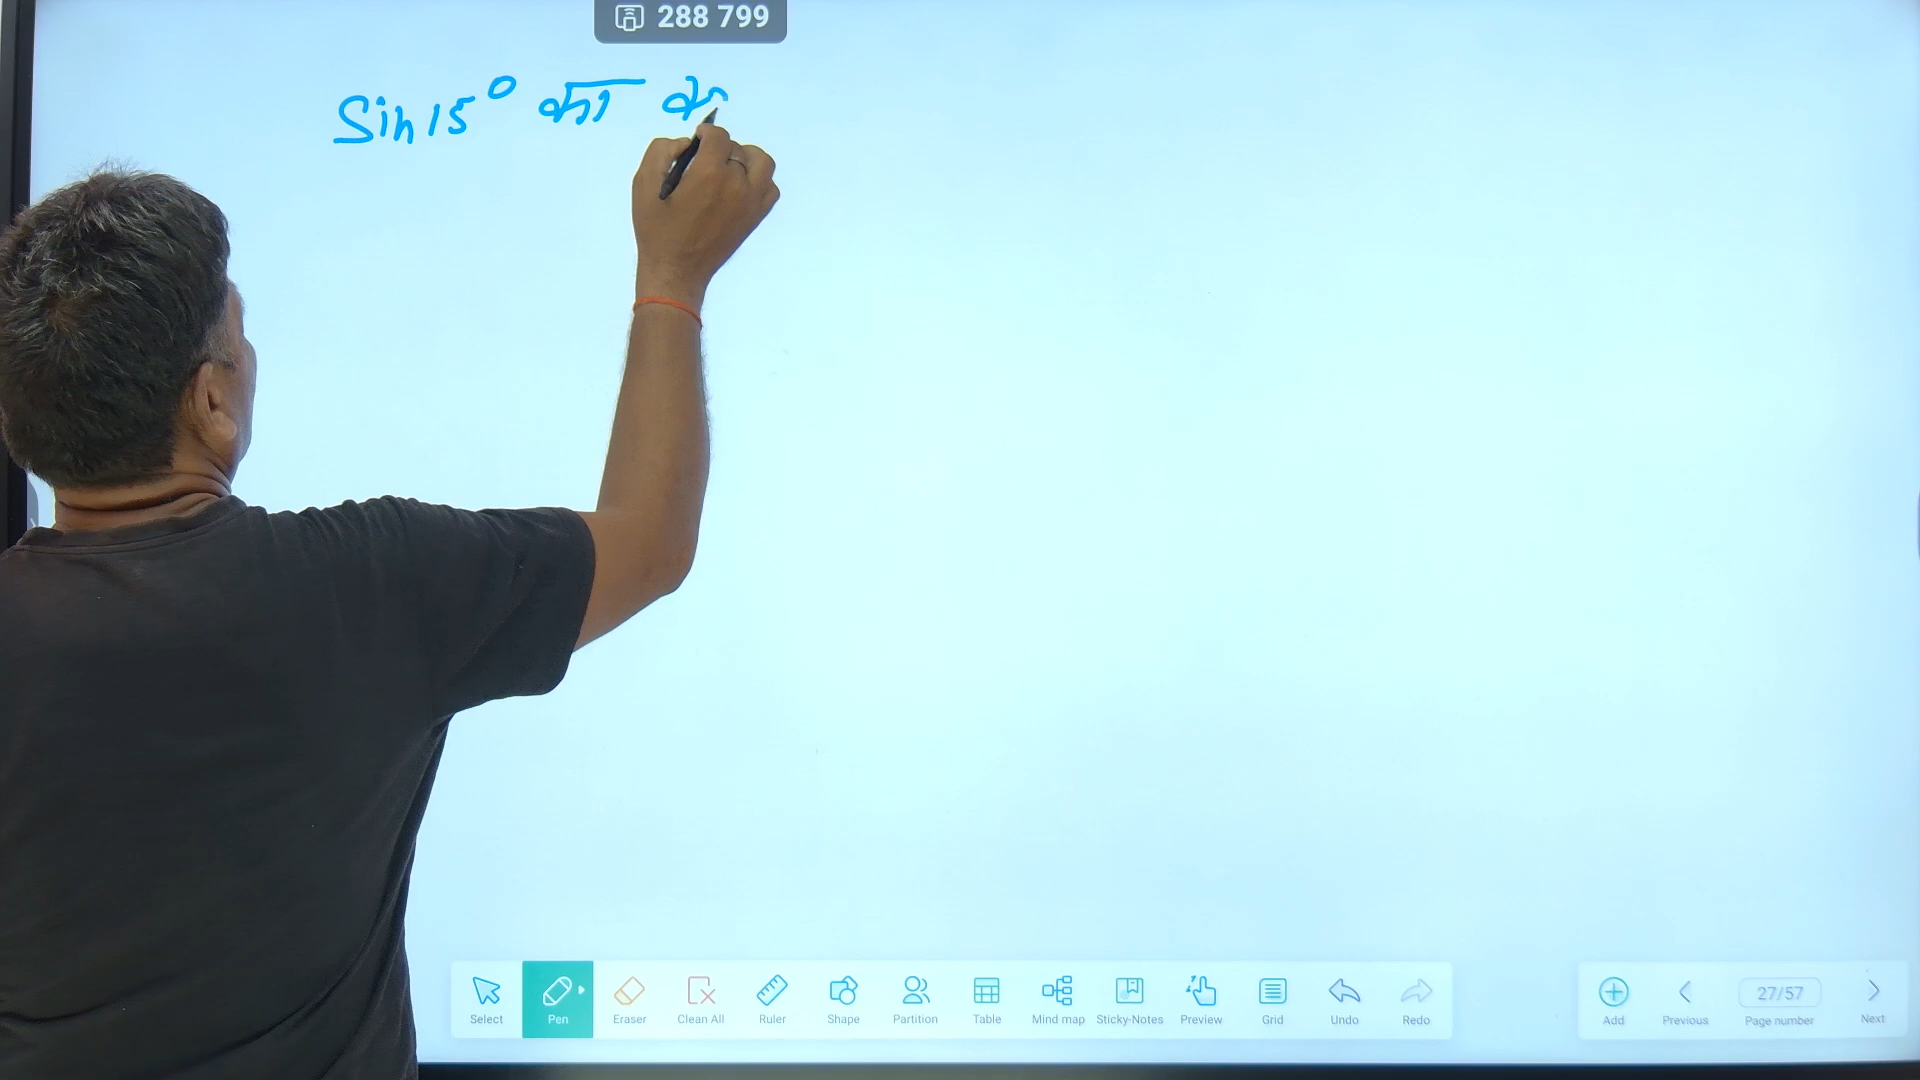 288 799
Sin 15° का
Select Pen Eraser Clean All Ruler Shape Partition Table Mind map Sticky-Notes Preview Grid Undo Redo Add Previous 27/57 Page number Next